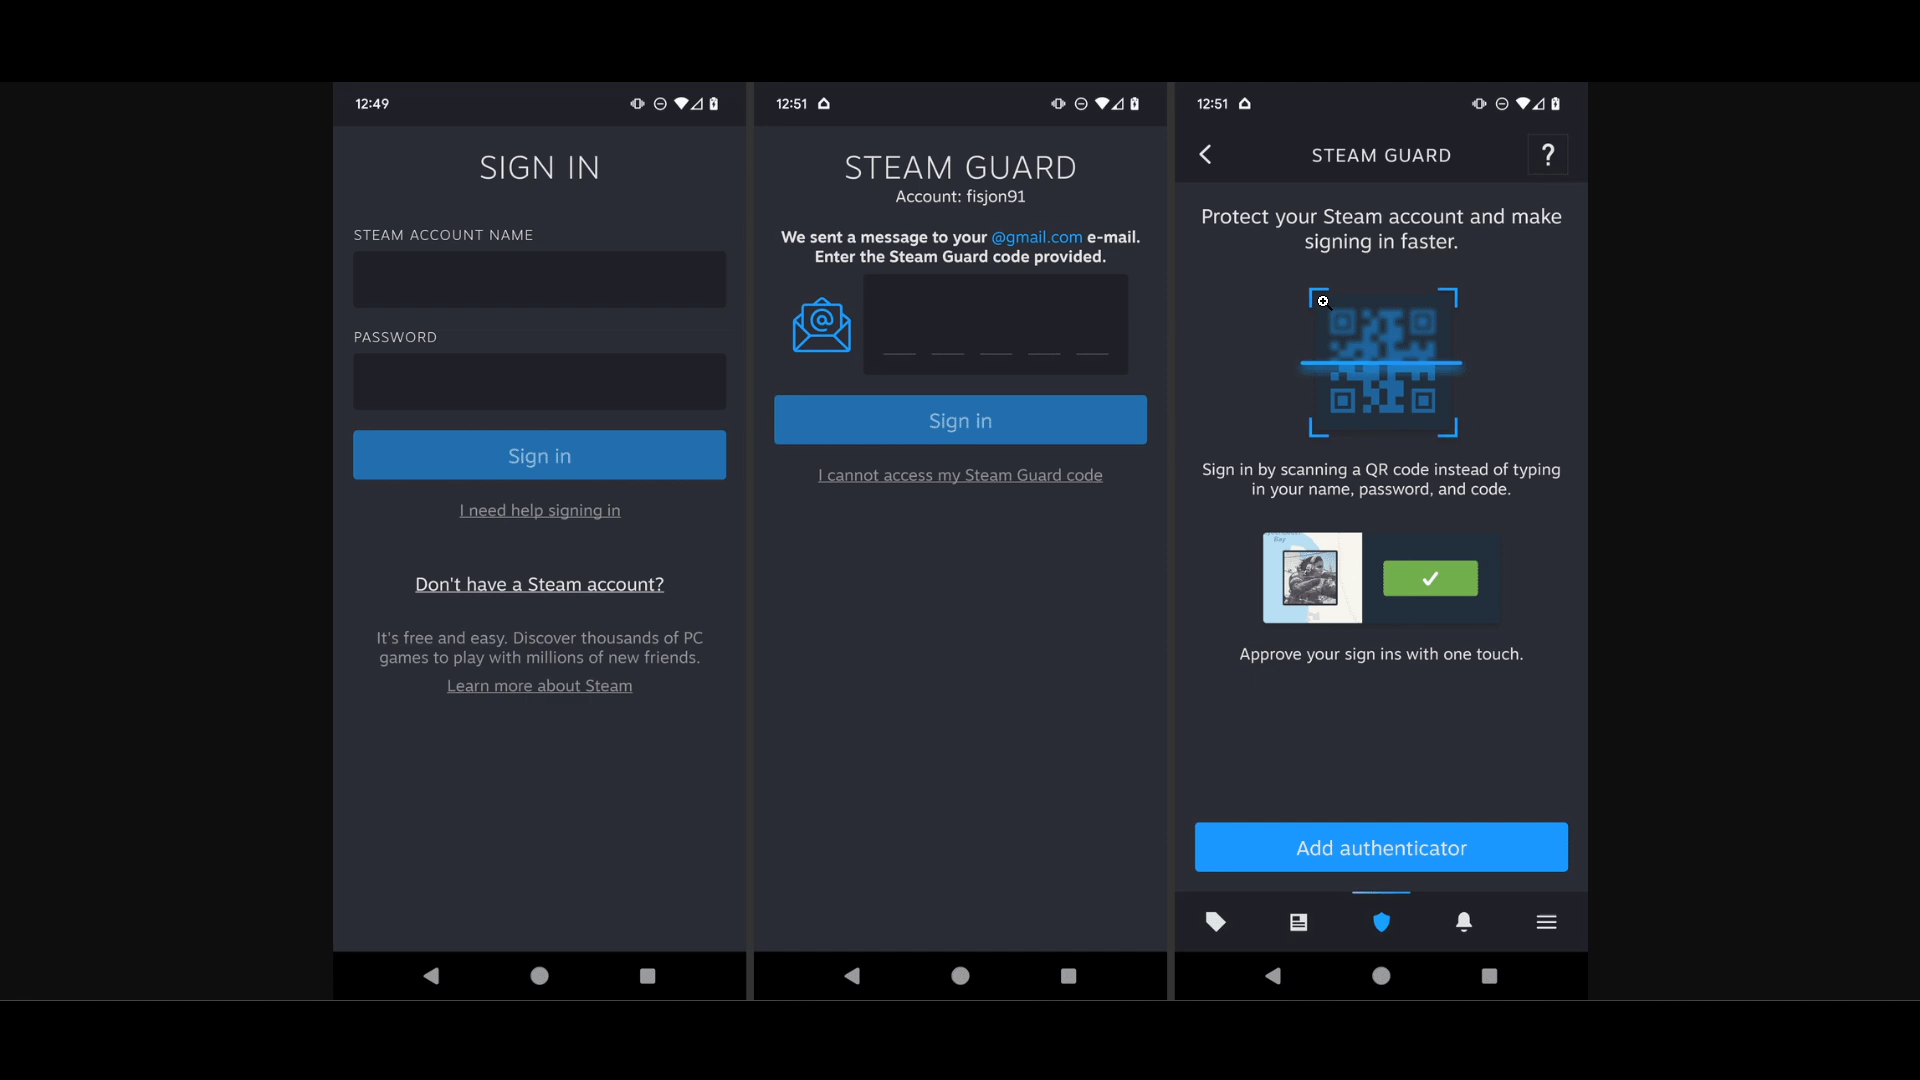 12:49
SIGN IN
STEAM ACCOUNT NAME
PASSWORD
Sign in
I need help signing in
Don't have a Steam account?
It's free and easy. Discover thousands of PC
games to play with millions of new friends.
Learn more about Steam
12:51
STEAM GUARD
Account: fisjon91
We sent a message to your @gmail.com e-mail.
Enter the Steam Guard code provided.
Sign in
I cannot access my Steam Guard code
12:51
STEAM GUARD
?
Protect your Steam account and make
signing in faster.
Sign in by scanning a QR code instead of typing
in your name, password, and code.
Bay
Approve your sign ins with one touch.
Add authenticator